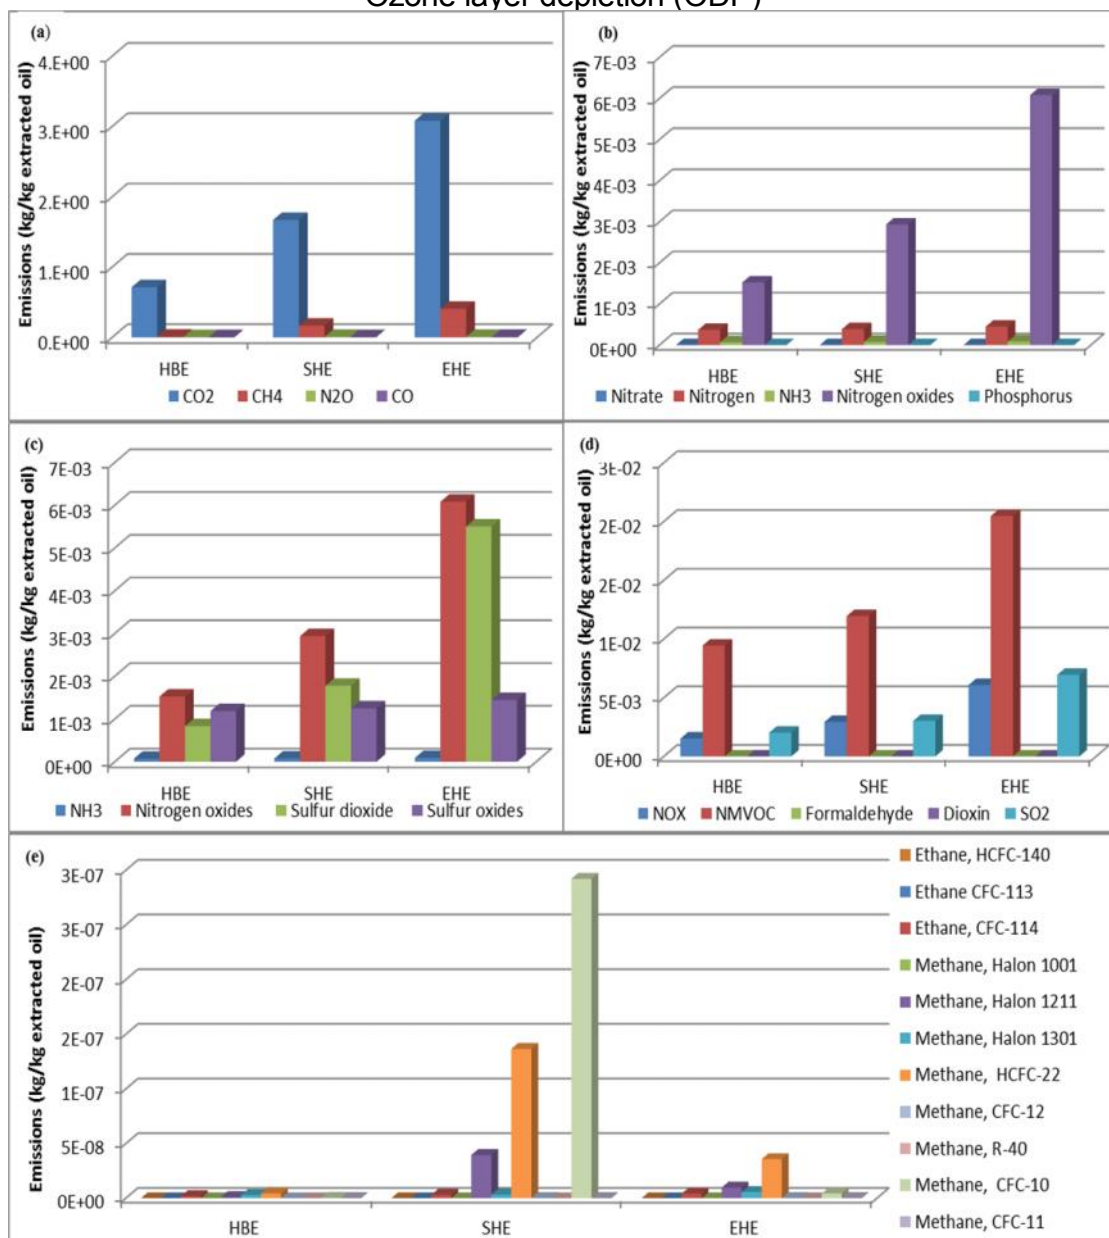 Ozone layer depletion (ODP)
(a)
Emissions (kg/kg extracted oil)
4.E+00
3.E+00
2.E+00
1.E+00
0.E+00
HBE SHE EHE
CO2 CH4 N2O CO
(b)
Emissions (kg/kg extracted oil)
7E-03
6E-03
5E-03
4E-03
3E-03
2E-03
1E-03
0E+00
HBE SHE EHE
Nitrate Nitrogen NH3 Nitrogen oxides Phosphorus
(c)
Emissions (kg/kg extracted oil)
7E-03
6E-03
5E-03
4E-03
3E-03
2E-03
1E-03
0E+00
HBE SHE EHE
NH3 Nitrogen oxides Sulfur dioxide Sulfur oxides
(d)
Emissions (kg/kg extracted oil)
3E-02
2E-02
2E-02
1E-02
5E-03
0E+00
HBE SHE EHE
NOX NMVOC Formaldehyde Dioxin SO2
(e)
Emissions (kg/kg extracted oil)
3E-07
3E-07
2E-07
2E-07
1E-07
5E-08
0E+00
HBE SHE EHE
Ethane, HCFC-140
Ethane CFC-113
Ethane, CFC-114
Methane, Halon 1001
Methane, Halon 1211
Methane, Halon 1301
Methane, HCFC-22
Methane, CFC-12
Methane, R-40
Methane, CFC-10
Methane, CFC-11